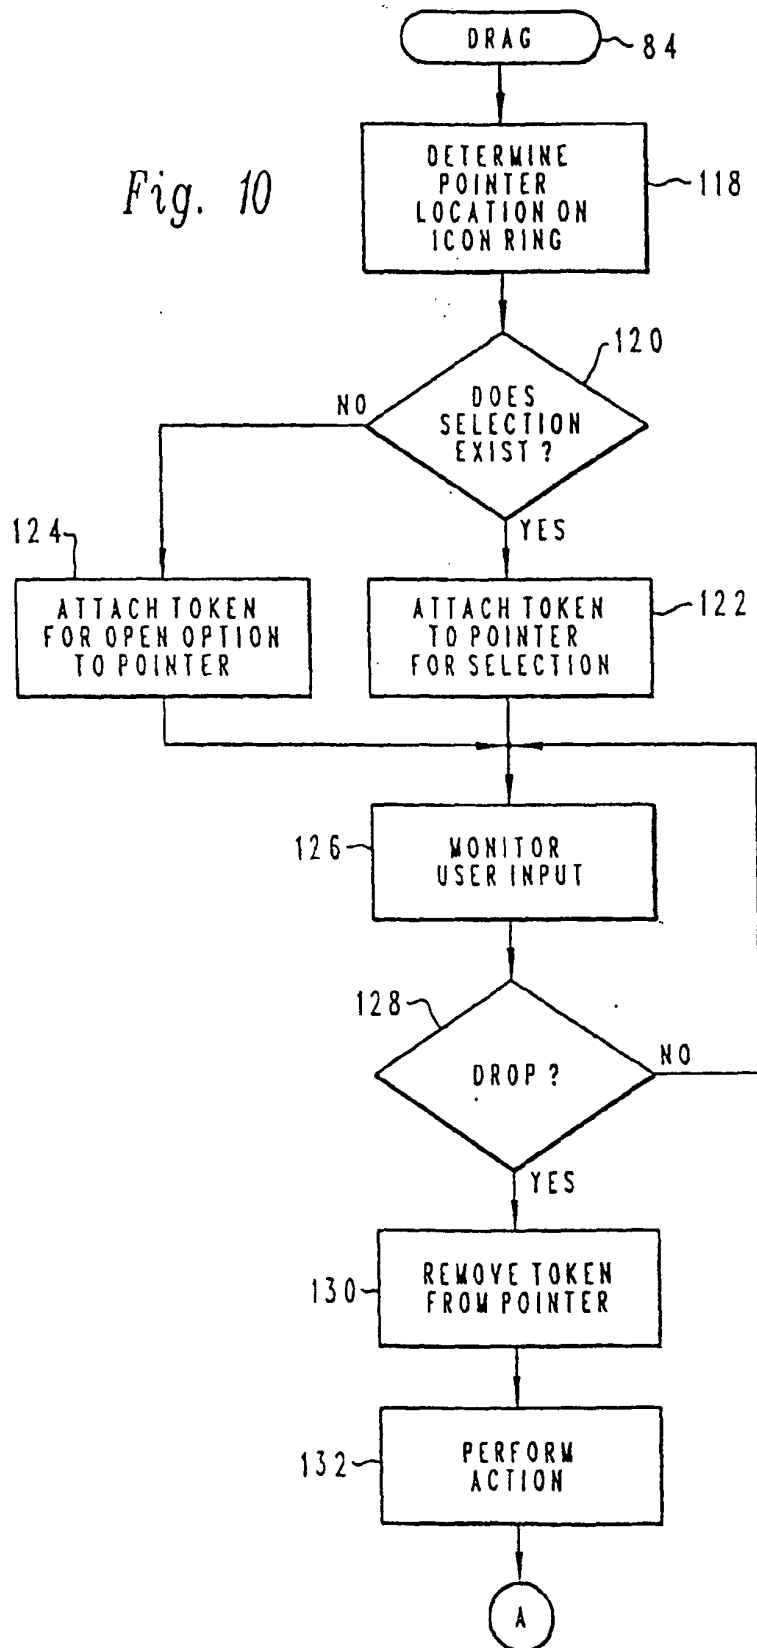 DRAG
84
Fig. 10
DETERMINE
POINTER
LOCATION ON
ICON RING
118
120
DOES
SELECTION
EXIST ?
NO
YES
124
ATTACH TOKEN
FOR OPEN OPTION
TO POINTER
ATTACH TOKEN
TO POINTER
FOR SELECTION
122
126
MONITOR
USER INPUT
128
DROP ?
NO
YES
130
REMOVE TOKEN
FROM POINTER
132
PERFORM
ACTION
A